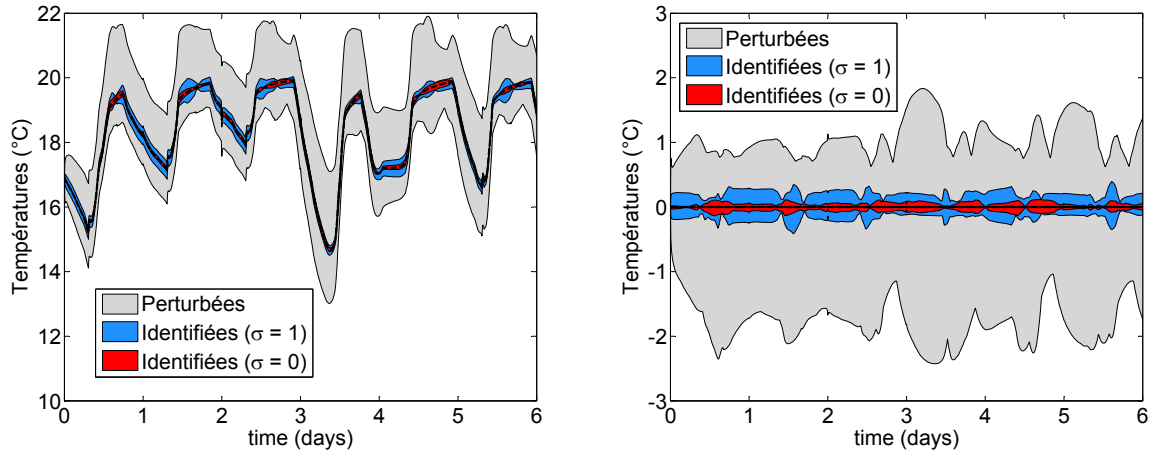 22
20
18
16
14
12
10
Températures (°C)
Perturbées
Identifiées (σ = 1)
Identifiées (σ = 0)
0 1 2 3 4 5 6
time (days)
3
2
1
0
-1
-2
-3
Températures (°C)
Perturbées
Identifiées (σ = 1)
Identifiées (σ = 0)
0 1 2 3 4 5 6
time (days)